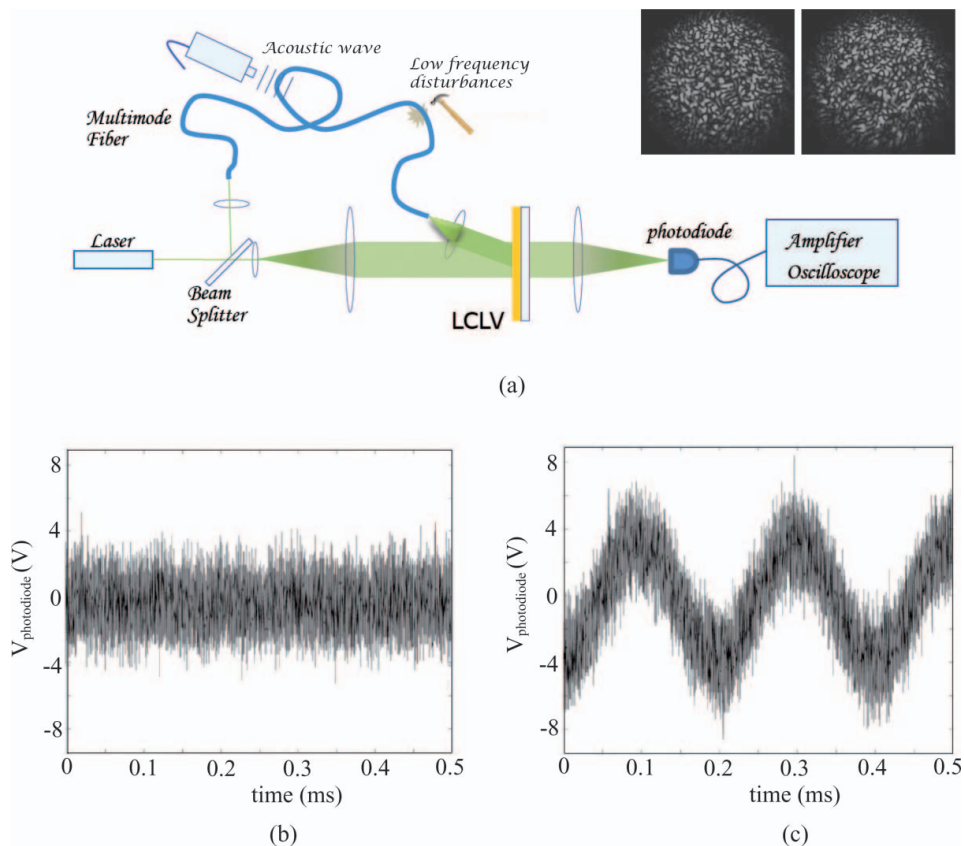 Acoustic wave
Low frequency
disturbances
Multimode
Fiber
Laser
Beam
Splitter
LCLV
photodiode
Amplifier
Oscilloscope
(a)
8
4
0
-4
-8
V photodiode (V)
0
0.1
0.2
0.3
0.4
0.5
time (ms)
(b)
8
4
0
-4
-8
V photodiode (V)
0
0.1
0.2
0.3
0.4
0.5
time (ms)
(c)